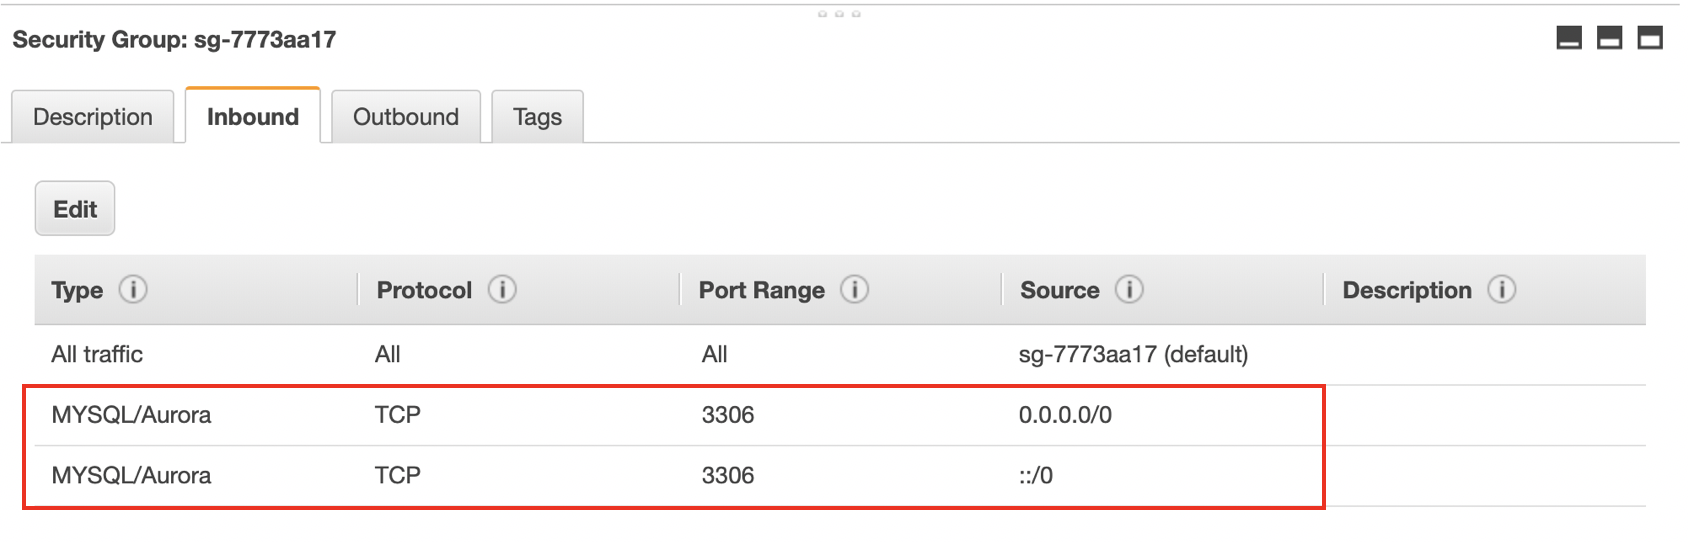 Security Group: sg-7773aa17
Description Inbound Outbound Tags
Edit
Type Protocol Port Range Source Description
All traffic All All sg-7773aa17 (default)
MYSQL/Aurora TCP 3306 0.0.0.0/0
MYSQL/Aurora TCP 3306 ::/0